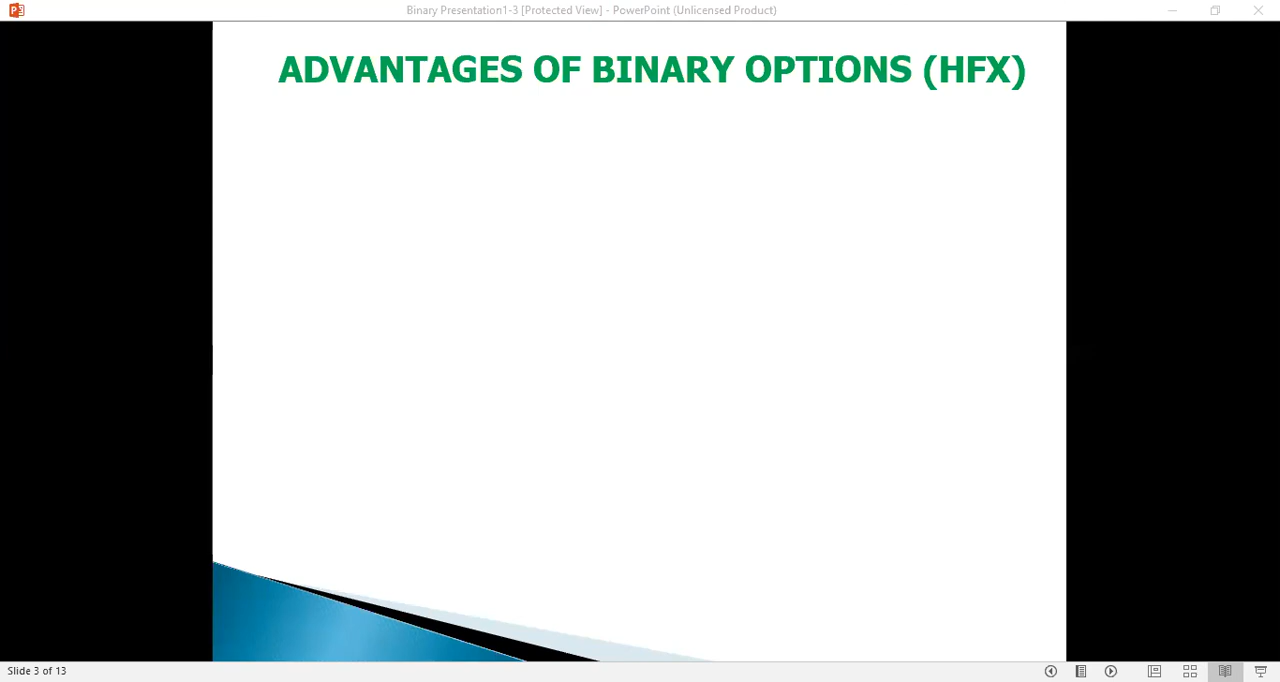 Binary Presentation1-3 [Protected View] - PowerPoint (Unlicensed Product)
ADVANTAGES OF BINARY OPTIONS (HFX)
Slide 3 of 13